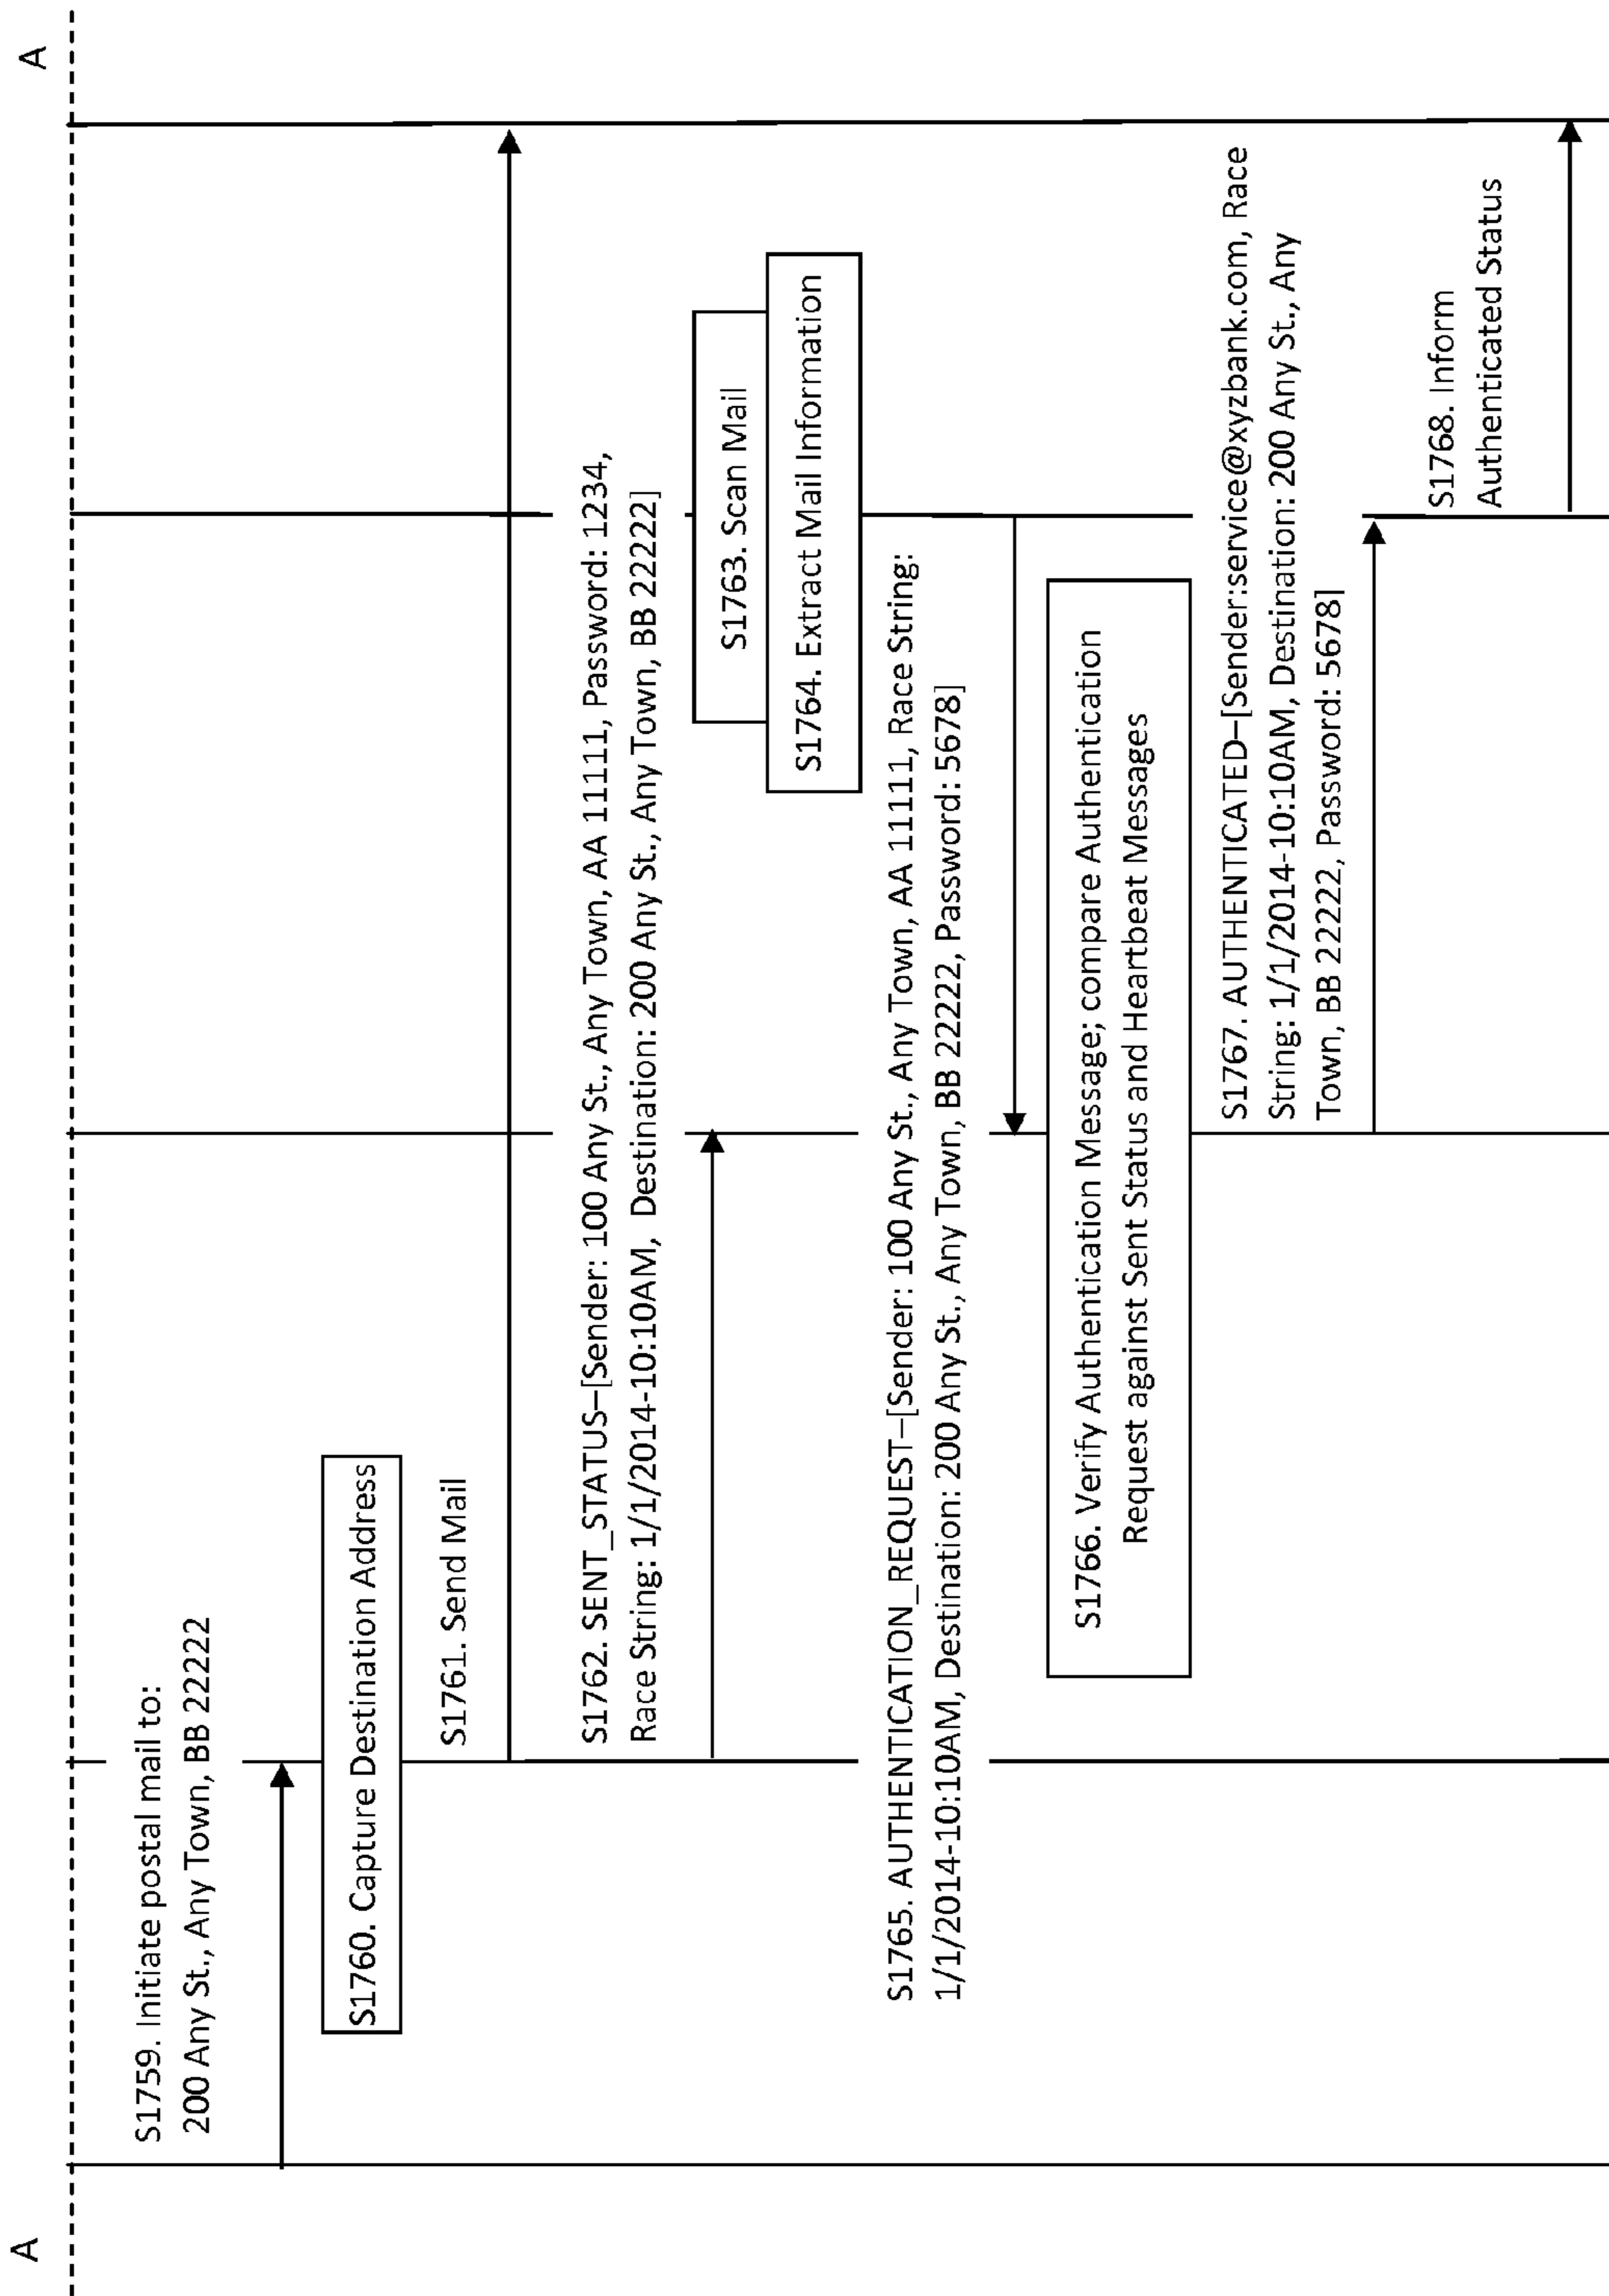 A
A
S1759. Initiate postal mail to:
200 Any St., Any Town, BB 22222
S1760. Capture Destination Address
S1761. Send Mail
S1762. SENT_STATUS–[Sender: 100 Any St., Any Town, AA 11111, Password: 1234,
Race String: 1/1/2014-10:10AM, Destination: 200 Any St., Any Town, BB 22222]
S1763. Scan Mail
S1764. Extract Mail Information
S1765. AUTHENTICATION_REQUEST–[Sender: 100 Any St., Any Town, AA 11111, Race String:
1/1/2014-10:10AM, Destination: 200 Any St., Any Town, BB 22222, Password: 5678]
S1766. Verify Authentication Message; compare Authentication
Request against Sent Status and Heartbeat Messages
S1767. AUTHENTICATED–[Sender:service@xyzbank.com, Race
String: 1/1/2014-10:10AM, Destination: 200 Any St., Any
Town, BB 22222, Password: 5678]
S1768. Inform
Authenticated Status